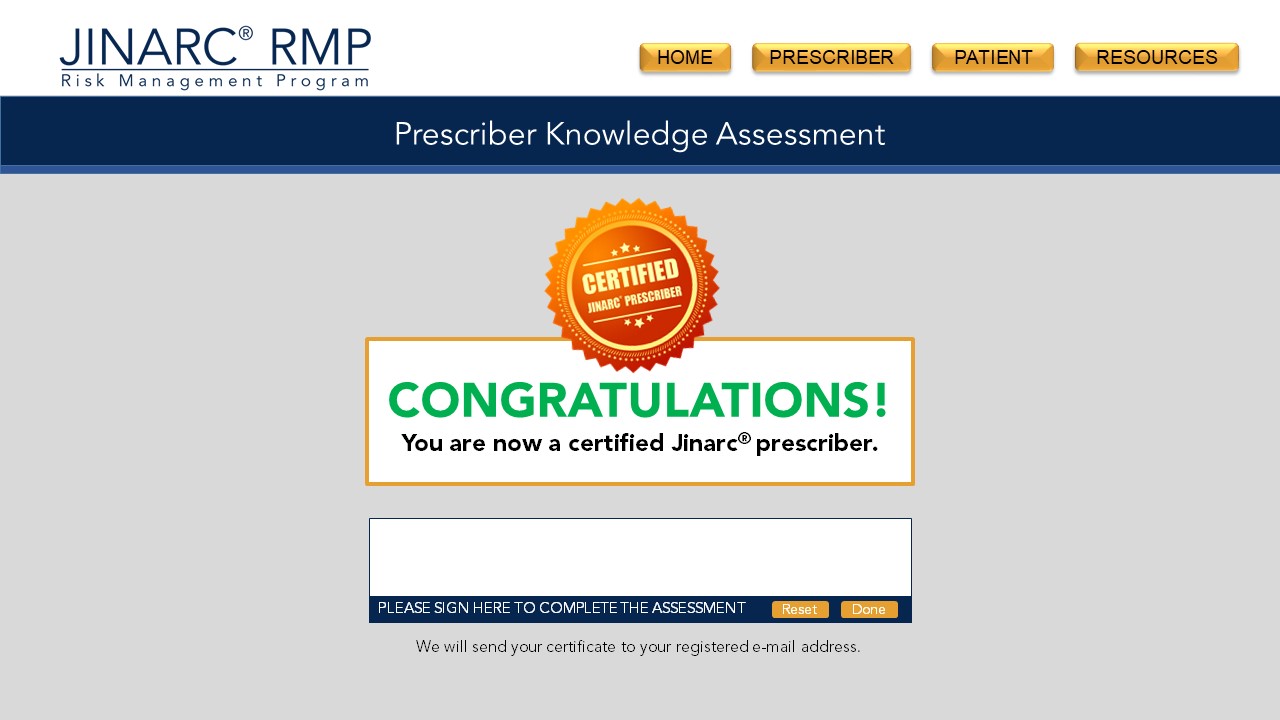 JINARC® RMP
Risk Management Program
HOME
PRESCRIBER
PATIENT
RESOURCES
Prescriber Knowledge Assessment
CERTIFIED
JINARC® PRESCRIBER
CONGRATULATIONS!
You are now a certified Jinarc® prescriber.
PLEASE SIGN HERE TO COMPLETE THE ASSESSMENT
Reset
Done
We will send your certificate to your registered e-mail address.